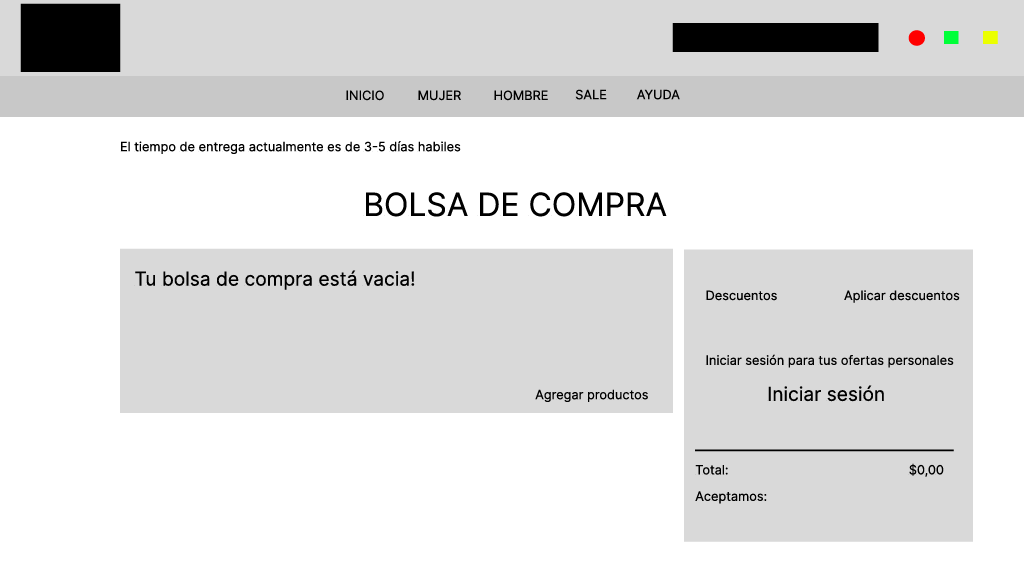 INICIO MUJER HOMBRE SALE AYUDA
El tiempo de entrega actualmente es de 3-5 días habiles
BOLSA DE COMPRA
Tu bolsa de compra está vacia!
Agregar productos
Descuentos Aplicar descuentos
Iniciar sesión para tus ofertas personales
Iniciar sesión
Total: $0,00
Aceptamos: